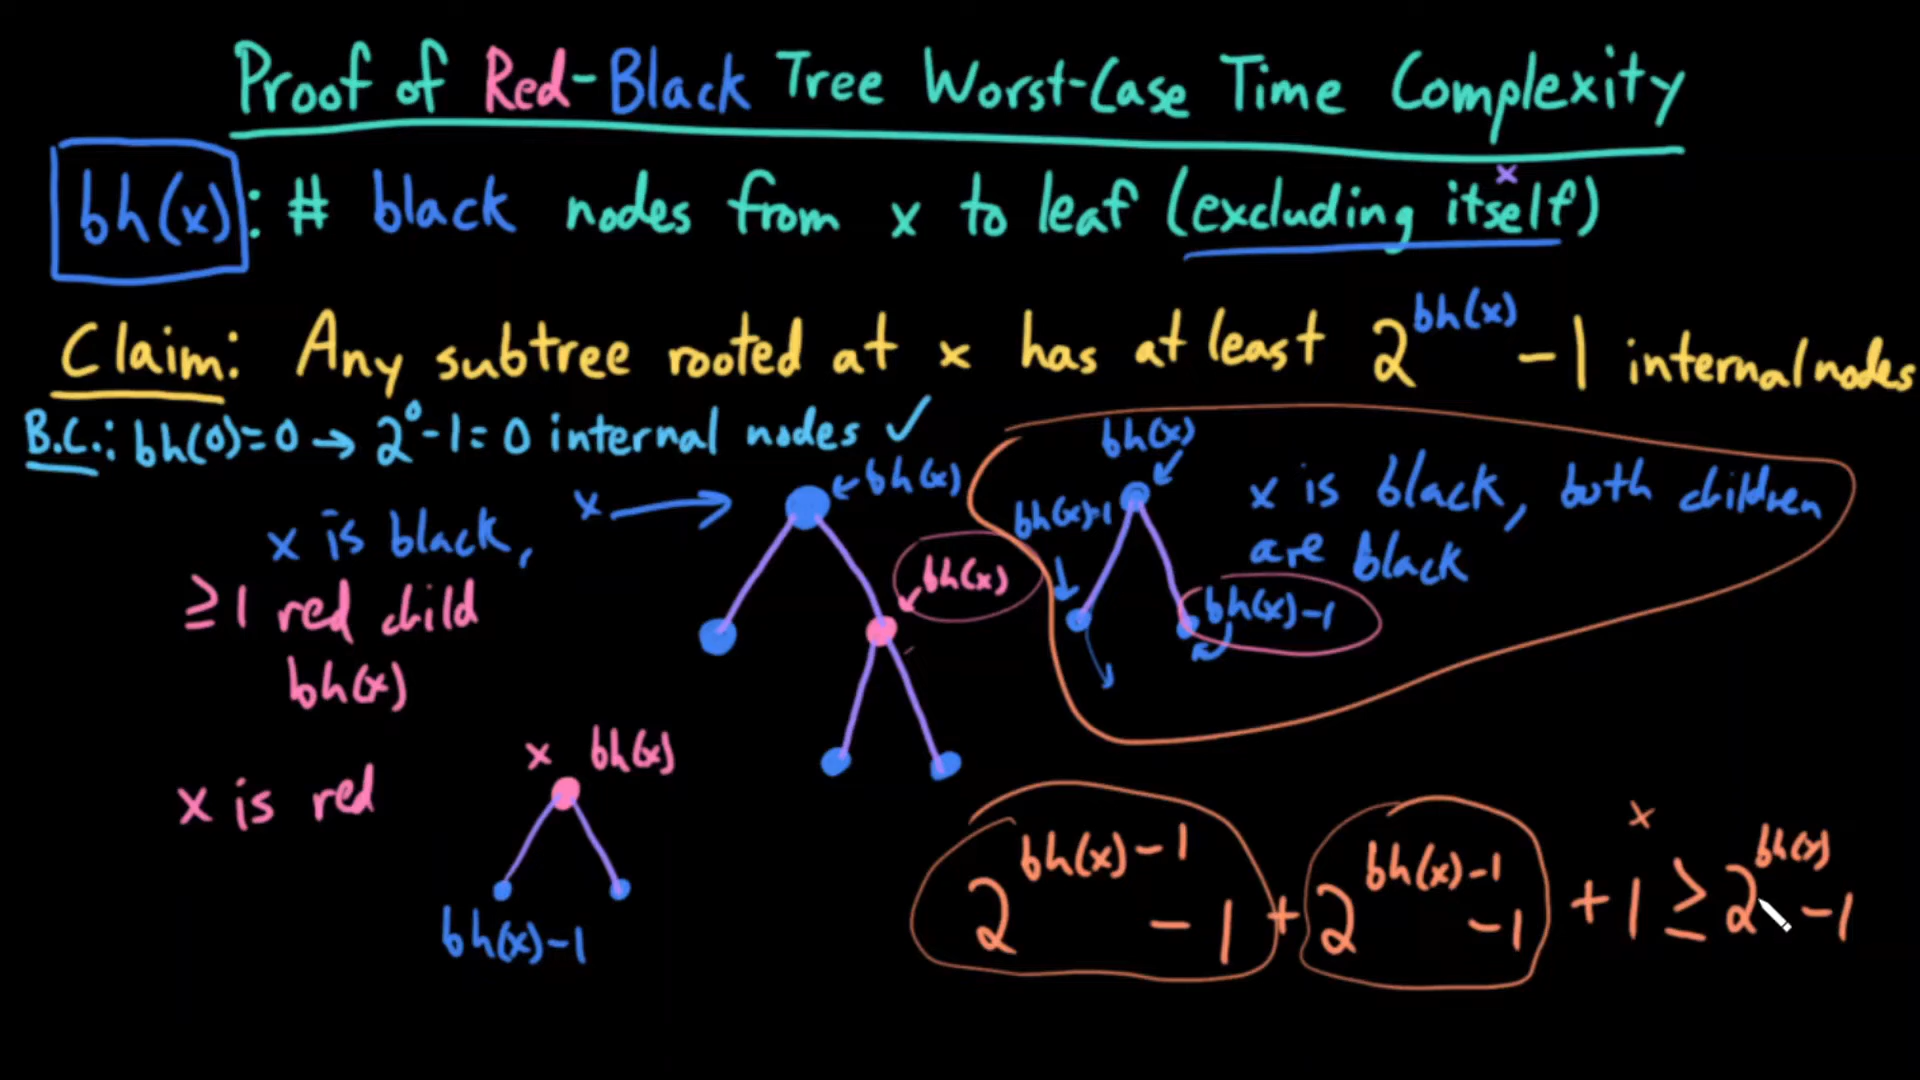 Proof of Red-Black Tree Worst-Case Time Complexity
bh(x): # black nodes from x to leaf (excluding itself)
x
Claim: Any subtree rooted at x has at least 2^bh(x) - 1 internal nodes
B.C.: bh(0)=0 → 2^0-1=0 internal nodes ✓
x is black,
≥1 red child
bh(x)
x → 
← bh(x)
bh(x)
bh(x)
bh(x)-1
bh(x)-1
x is black, both children
are black
x is red
x bh(x)
bh(x)-1
x
2^bh(x)-1 - 1 + 2^bh(x)-1 - 1 + 1 ≥ 2^bh(x) - 1